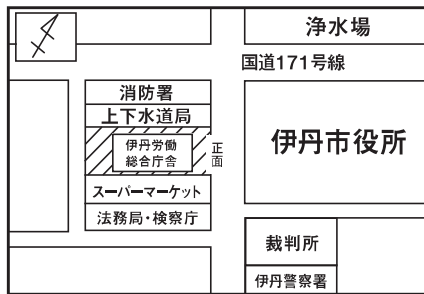 浄水場
国道171号線
消防署
上下水道局
伊丹労働
総合庁舎
正面
伊丹市役所
スーパーマーケット
法務局・検察庁
裁判所
伊丹警察署